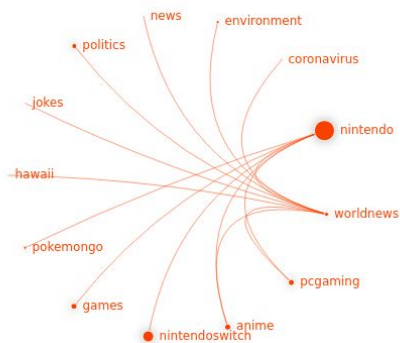 news
environment
politics
coronavirus
jokes
nintendo
hawaii
worldnews
pokemongo
pcgaming
games
anime
nintendoswitch